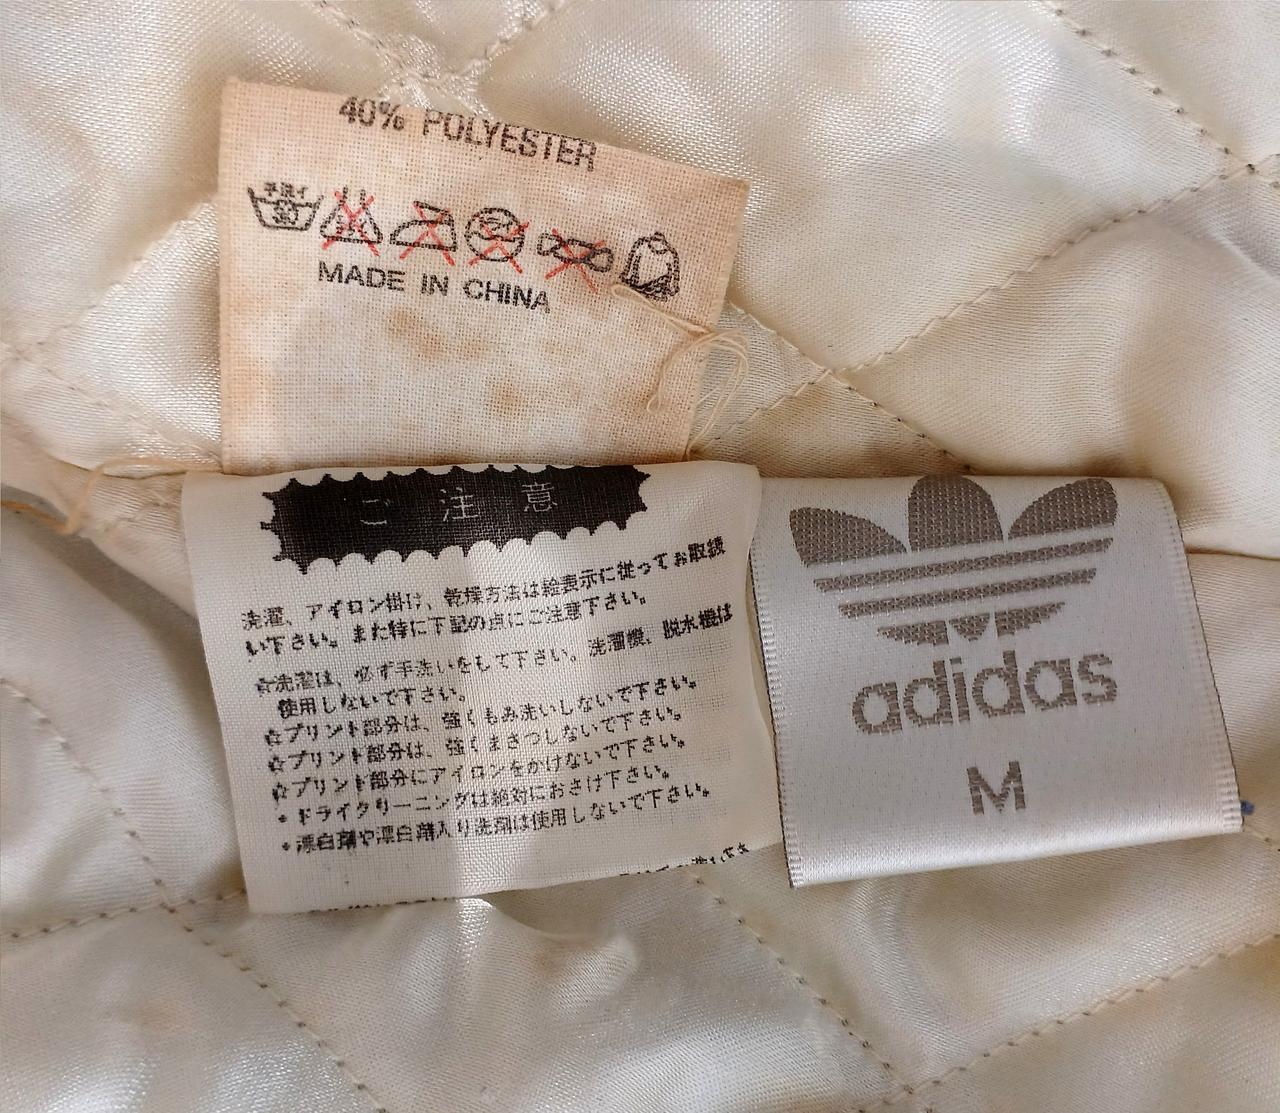 40% POLYESTER
手洗イ
30
MADE IN CHINA
ご注意
洗濯、アイロン掛け、乾燥方法は絵表示に従ってお取扱
い下さい。また特に下記の点にご注意下さい。
☆洗濯は、必ず手洗いをして下さい。洗濯機、脱水機は
使用しないで下さい。
☆プリント部分は、強くもみ洗いしないで下さい。
☆プリント部分は、強くまさつしないで下さい。
☆プリント部分にアイロンをかけないで下さい。
・ドライクリーニングは絶対におさけ下さい。
・漂白剤や漂白剤入り洗剤は使用しないで下さい。
adidas
M